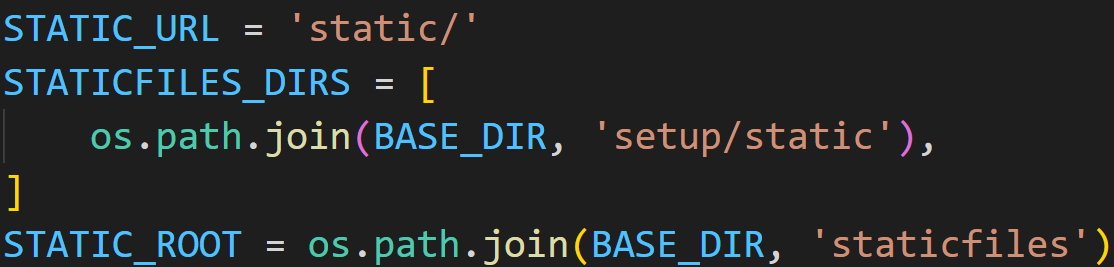 STATIC_URL = 'static/'
STATICFILES_DIRS = [
    os.path.join(BASE_DIR, 'setup/static'),
]
STATIC_ROOT = os.path.join(BASE_DIR, 'staticfiles')